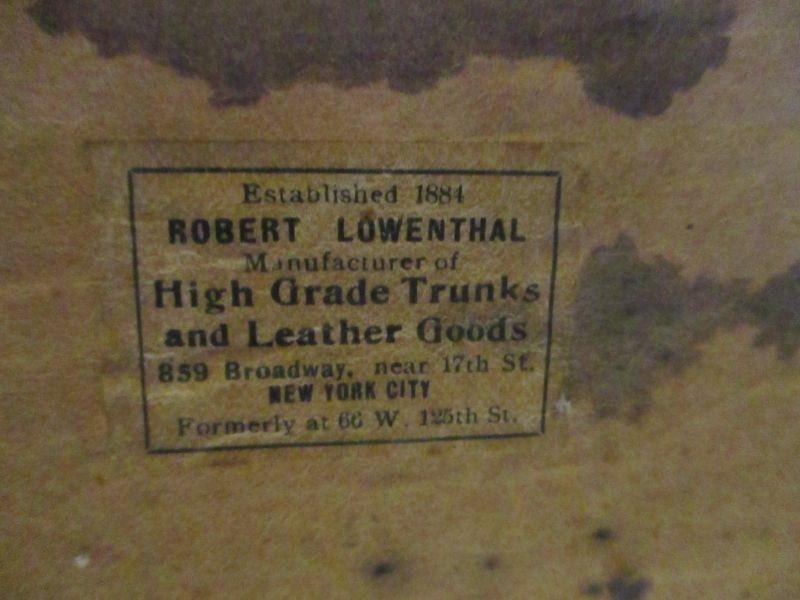 Established 1884
ROBERT LOWENTHAL
Manufacturer of
High Grade Trunks
and Leather Goods
859 Broadway, near 17th St.
NEW YORK CITY
Formerly at 66 W. 125th St.